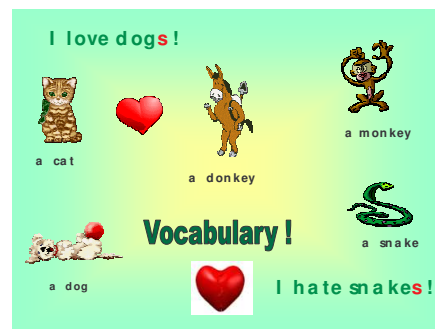 I love dogs!
a cat
a donkey
a monkey
Vocabulary!
a snake
a dog
I hate snakes!